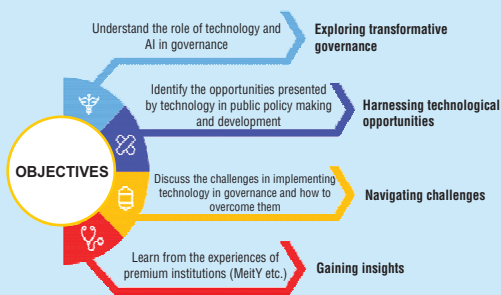 Understand the role of technology and
AI in governance
Exploring transformative
governance
Identify the opportunities presented
by technology in public policy making
and development
Harnessing technological
opportunities
OBJECTIVES
Discuss the challenges in implementing
technology in governance and how to
overcome them
Navigating challenges
Learn from the experiences of
premium institutions (MeitY etc.)
Gaining insights